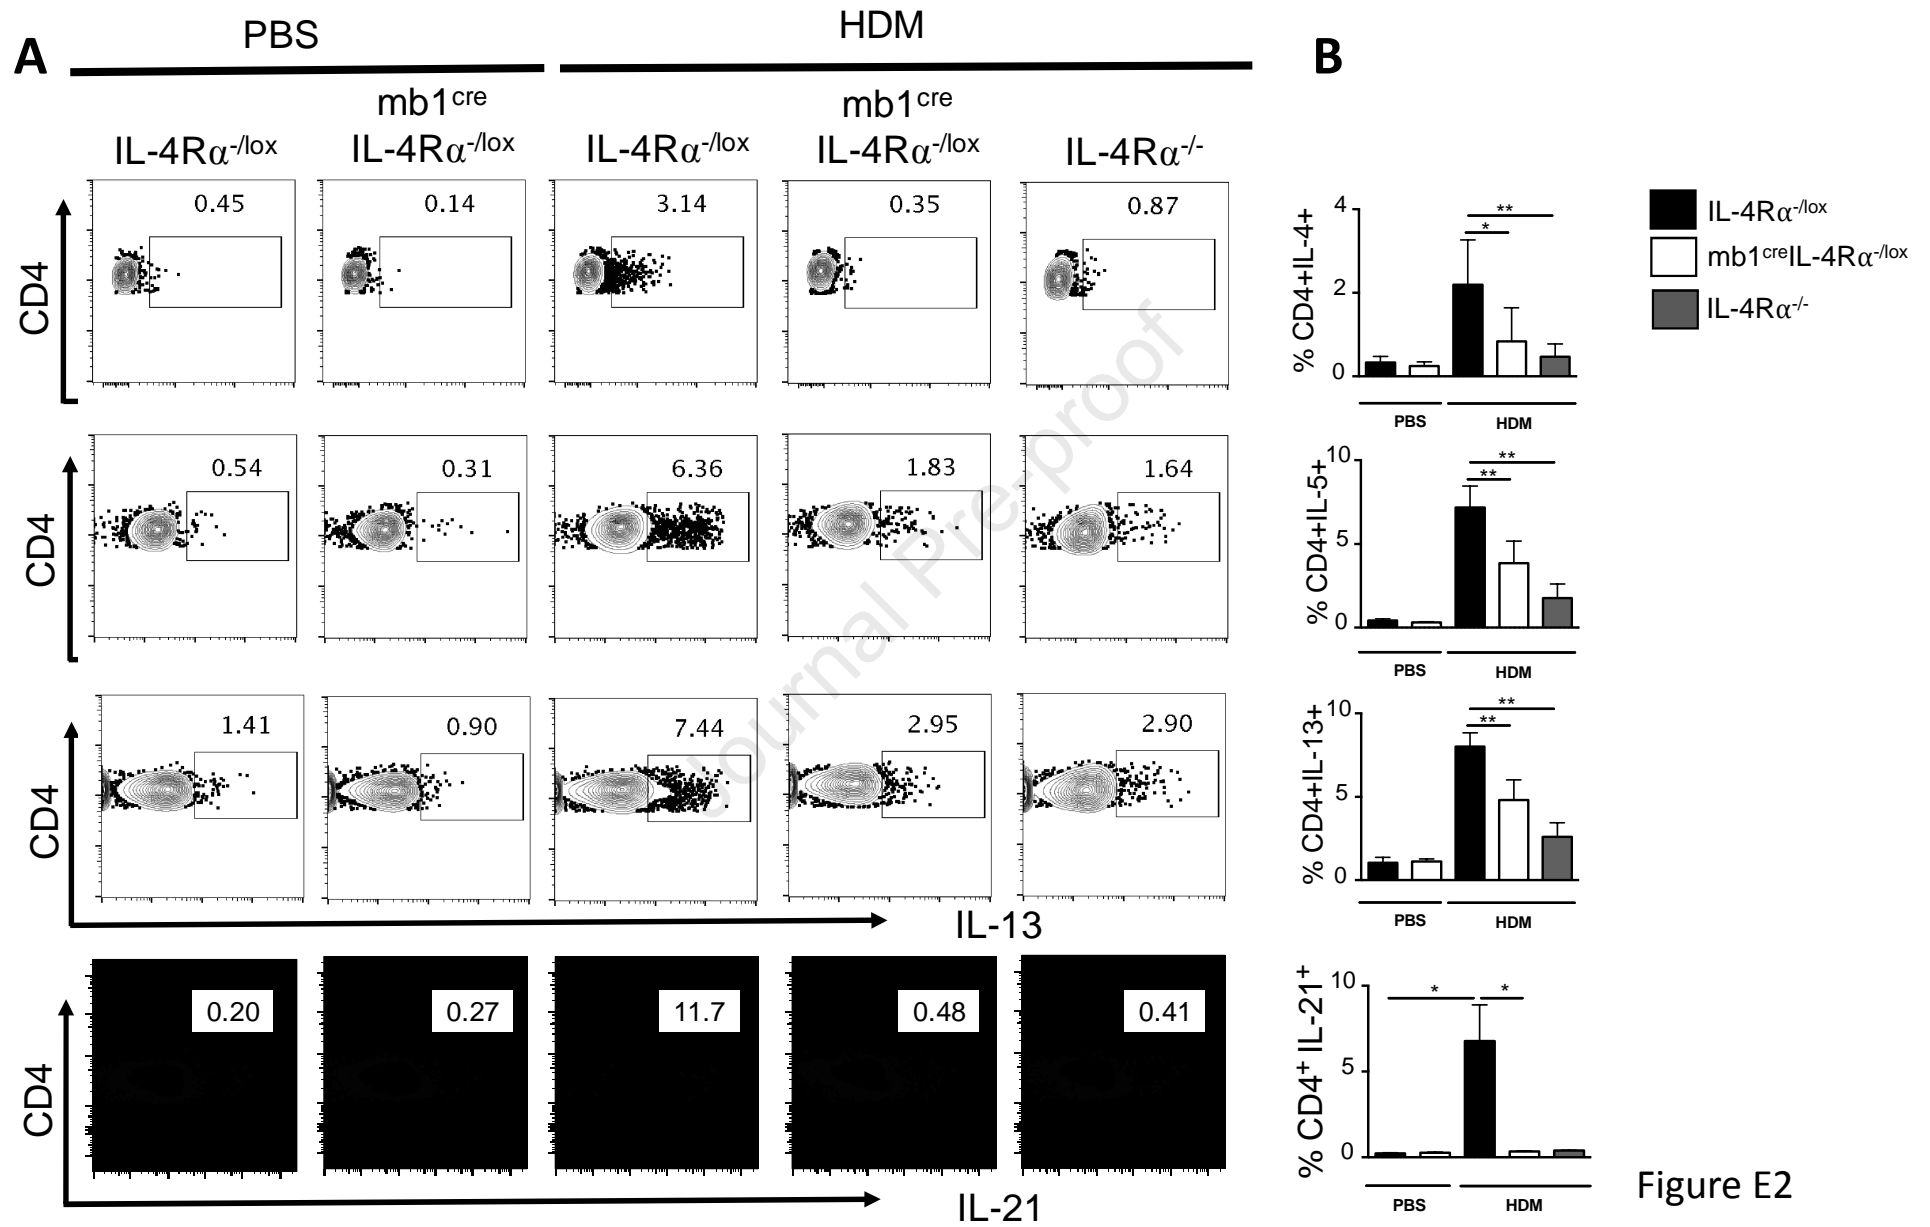 A
PBS
HDM
IL-4Rα-/lox
mb1cre
IL-4Rα-/lox
IL-4Rα-/lox
mb1cre
IL-4Rα-/lox
IL-4Rα-/-
CD4
0.45
0.14
3.14
0.35
0.87
CD4
0.54
0.31
6.36
1.83
1.64
CD4
1.41
0.90
7.44
2.95
2.90
IL-13
CD4
0.20
0.27
11.7
0.48
0.41
IL-21
Journal Pre-proof
B
% CD4+IL-4+
4
2
0
**
*
PBS
HDM
IL-4Rα-/lox
mb1creIL-4Rα-/lox
IL-4Rα-/-
% CD4+IL-5+
10
5
0
**
**
PBS
HDM
% CD4+IL-13+
10
5
0
**
**
PBS
HDM
% CD4+ IL-21+
10
5
0
*
*
PBS
HDM
Figure E2